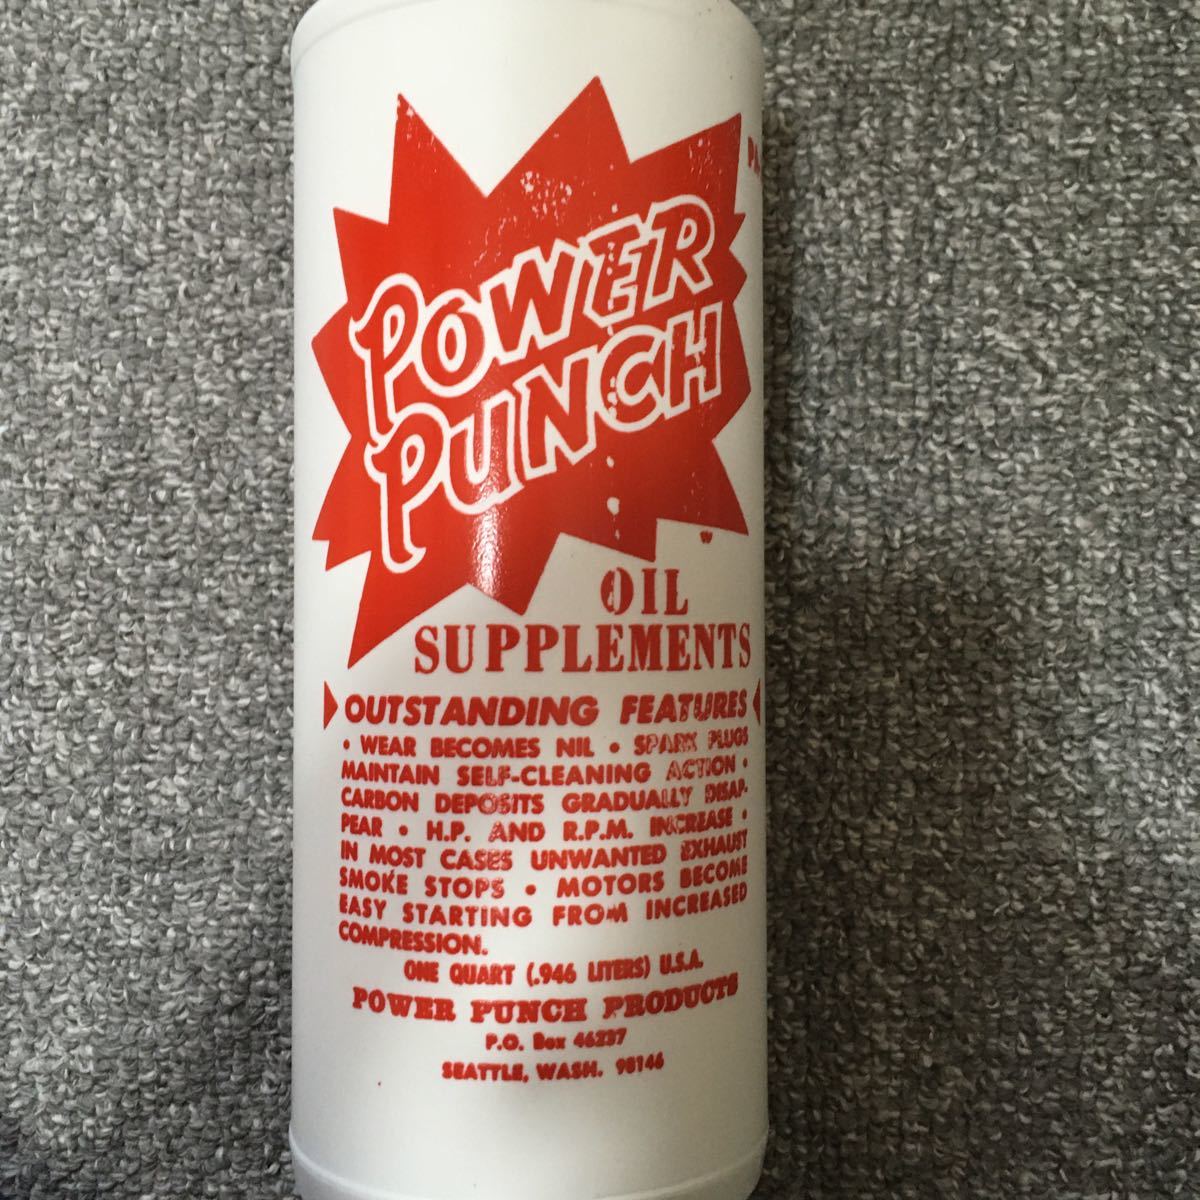 POWER
PUNCH
OIL
SUPPLEMENTS
OUTSTANDING FEATURES
• WEAR BECOMES NIL • SPARK PLUGS
MAINTAIN SELF-CLEANING ACTION •
CARBON DEPOSITS GRADUALLY DISAP-
PEAR • H.P. AND R.P.M. INCREASE •
IN MOST CASES UNWANTED EXHAUST
SMOKE STOPS • MOTORS BECOME
EASY STARTING FROM INCREASED
COMPRESSION.
ONE QUART (.946 LITERS) U.S.A.
POWER PUNCH PRODUCTS
P.O. Box 46237
SEATTLE, WASH. 98146